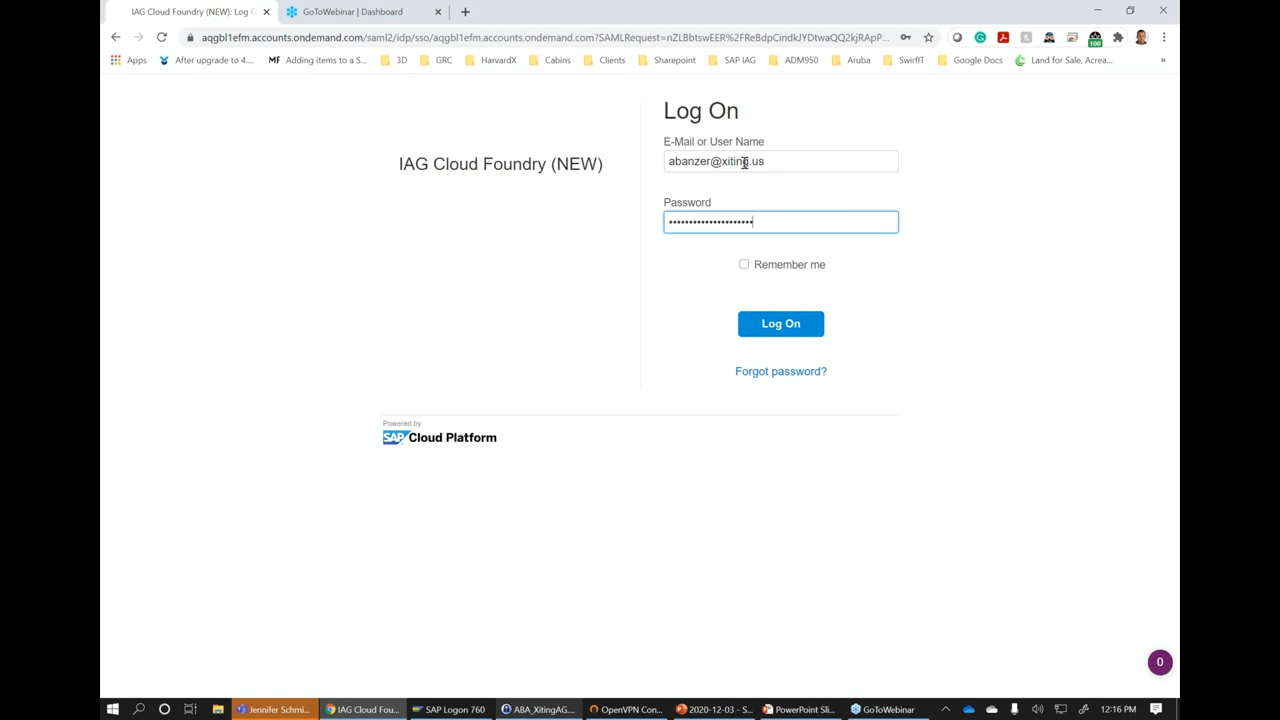 IAG Cloud Foundry (NEW): Log O
GoToWebinar | Dashboard
aqgbl1efm.accounts.ondemand.com/saml2/idp/sso/aqgbl1efm.accounts.ondemand.com?SAMLRequest=nZLBbtswEER%2FReBdpCindkJYDtwaQQ2kjRApP...
Apps After upgrade to 4.... Adding items to a S... 3D GRC HarvardX Cabins Clients Sharepoint SAP IAG ADM950 Aruba SwirfIT Google Docs Land for Sale, Acrea... »
100
Log On
E-Mail or User Name
abanzer@xiting.us
IAG Cloud Foundry (NEW)
Password
•••••••••••••••••••••
Remember me
Log On
Forgot password?
Powered by
SAP Cloud Platform
0
Jennifer Schmi... IAG Cloud Fou... SAP Logon 760 ABA_XitingAG... OpenVPN Con... 2020-12-03 - S... PowerPoint Sli... GoToWebinar 12:16 PM